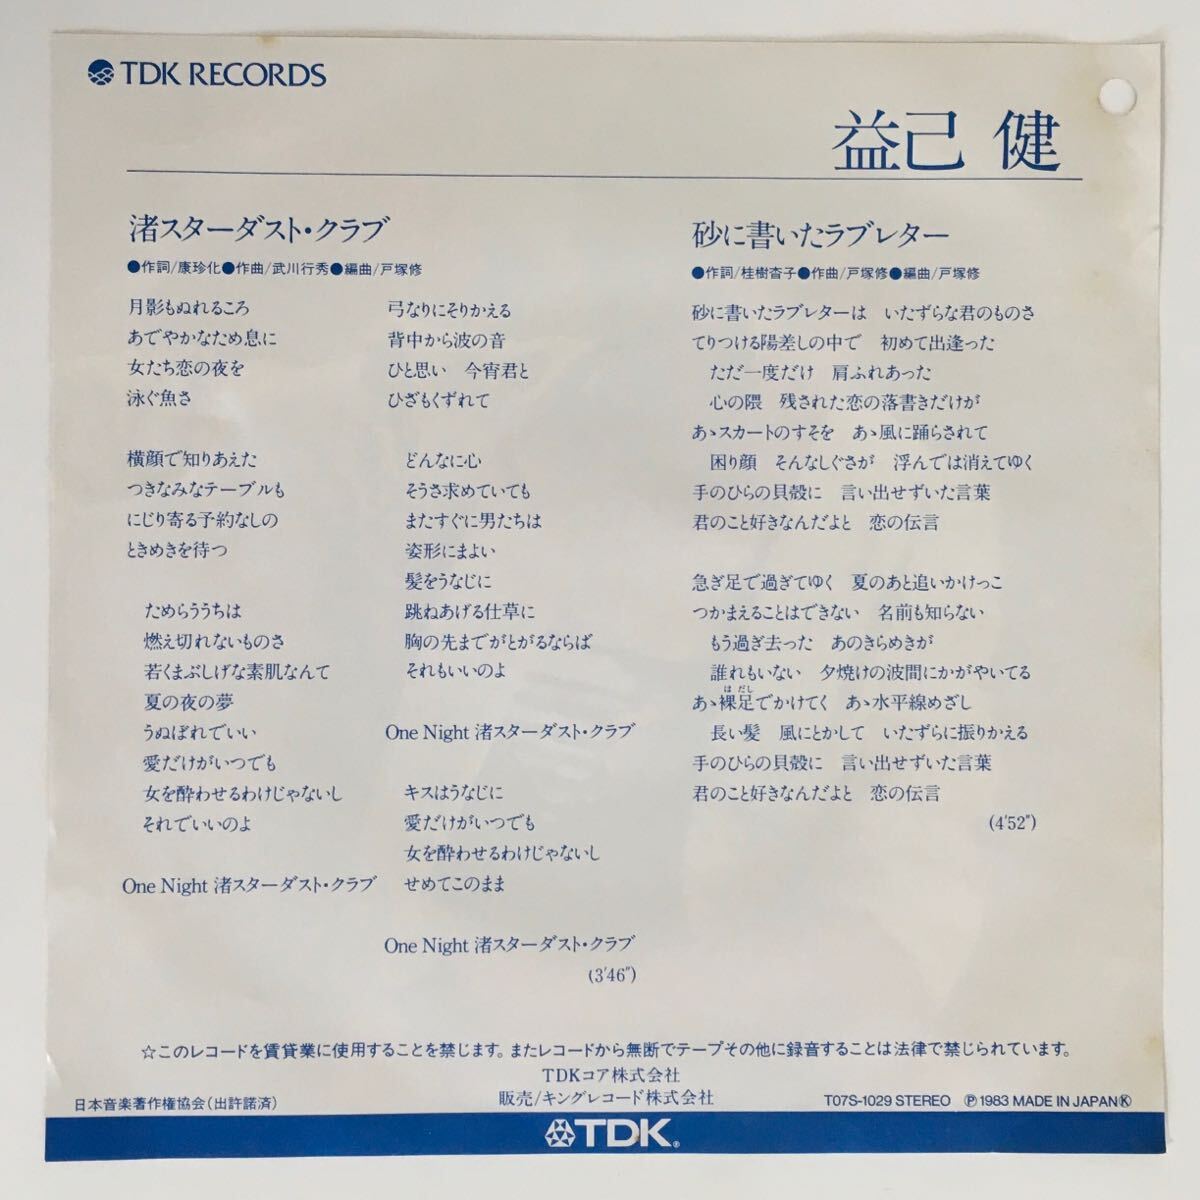 TDK RECORDS
益己 健
渚スターダスト・クラブ
●作詞/康珍化●作曲/武川行秀●編曲/戸塚修
月影もぬれるころ
あでやかなため息に
女たち恋の夜を
泳ぐ魚さ
横顔で知りあえた
つきなみなテーブルも
にじり寄る予約なしの
ときめきを待つ
ためらううちは
燃え切れないものさ
若くまぶしげな素肌なんて
夏の夜の夢
うぬぼれでいい
愛だけがいつでも
女を酔わせるわけじゃないし
それでいいのよ
One Night 渚スターダスト・クラブ
弓なりにそりかえる
背中から波の音
ひと思い 今宵君と
ひざもくずれて
どんなに心
そうさ求めていても
またすぐに男たちは
姿形にまよい
髪をうなじに
跳ねあげる仕草に
胸の先までがとがるならば
それもいいのよ
One Night 渚スターダスト・クラブ
キスはうなじに
愛だけがいつでも
女を酔わせるわけじゃないし
せめてこのまま
One Night 渚スターダスト・クラブ
(3'46")
砂に書いたラブレター
●作詞/桂樹杳子●作曲/戸塚修●編曲/戸塚修
砂に書いたラブレターは いたずらな君のものさ
てりつける陽差しの中で 初めて出逢った
ただ一度だけ 肩ふれあった
心の隈 残された恋の落書きだけが
あゝスカートのすそを あゝ風に踊らされて
困り顔 そんなしぐさが 浮んでは消えてゆく
手のひらの貝殻に 言い出せずいた言葉
君のこと好きなんだよと 恋の伝言
急ぎ足で過ぎてゆく 夏のあと追いかけっこ
つかまえることはできない 名前も知らない
もう過ぎ去った あのきらめきが
誰れもいない 夕焼けの波間にかがやいてる
はだし
あゝ裸足でかけてく あゝ水平線めざし
長い髪 風にとかして いたずらに振りかえる
手のひらの貝殻に 言い出せずいた言葉
君のこと好きなんだよと 恋の伝言
(4'52")
☆このレコードを賃貸業に使用することを禁じます。またレコードから無断でテープその他に録音することは法律で禁じられています。
TDKコア株式会社
日本音楽著作権協会(出許諾済)
販売/キングレコード株式会社
T07S-1029 STEREO Ⓟ1983 MADE IN JAPANⓀ
TDK®